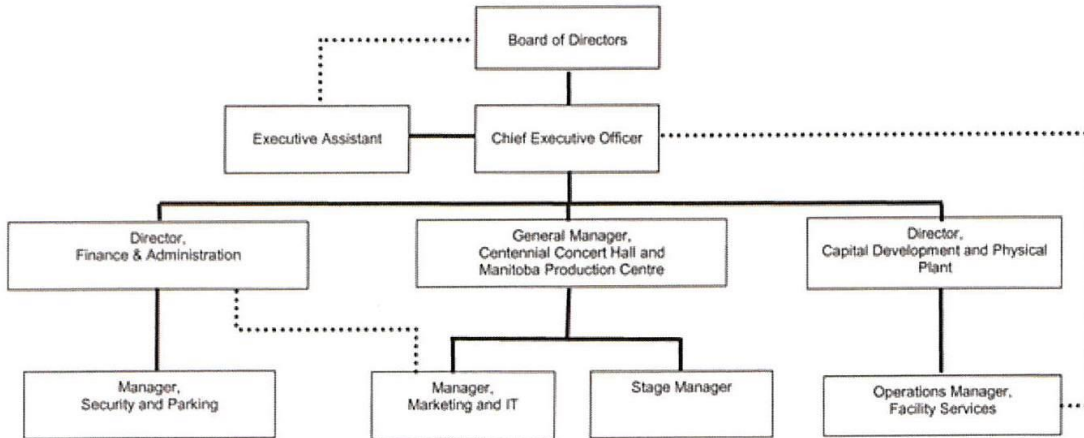 Board of Directors
Executive Assistant
Chief Executive Officer
Director,
Finance & Administration
General Manager,
Centennial Concert Hall and
Manitoba Production Centre
Director,
Capital Development and Physical
Plant
Manager,
Security and Parking
Manager,
Marketing and IT
Stage Manager
Operations Manager,
Facility Services